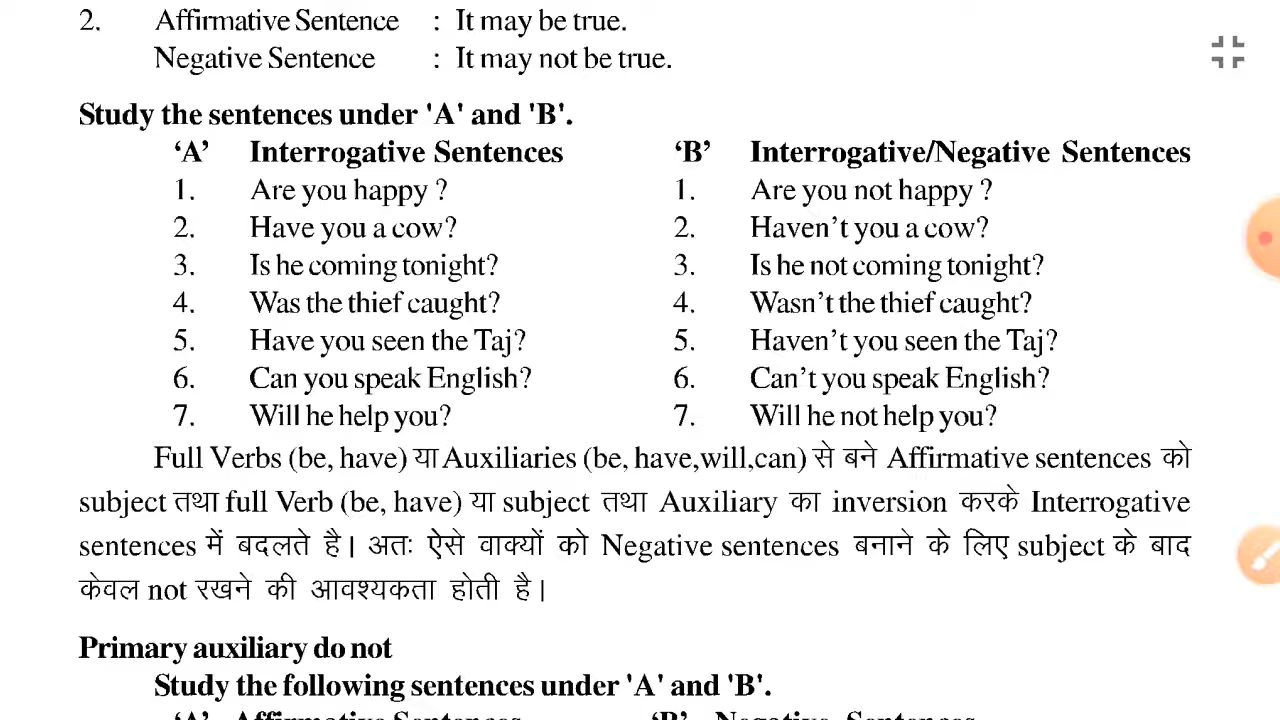 2. Affirmative Sentence : It may be true.
Negative Sentence : It may not be true.
Study the sentences under 'A' and 'B'.
‘A’ Interrogative Sentences ‘B’ Interrogative/Negative Sentences
1. Are you happy ? 1. Are you not happy ?
2. Have you a cow? 2. Haven’t you a cow?
3. Is he coming tonight? 3. Is he not coming tonight?
4. Was the thief caught? 4. Wasn’t the thief caught?
5. Have you seen the Taj? 5. Haven’t you seen the Taj?
6. Can you speak English? 6. Can’t you speak English?
7. Will he help you? 7. Will he not help you?
Full Verbs (be, have) या Auxiliaries (be, have,will,can) से बने Affirmative sentences को
subject तथा full Verb (be, have) या subject तथा Auxiliary का inversion करके Interrogative
sentences में बदलते है। अतः ऐसे वाक्यों को Negative sentences बनाने के लिए subject के बाद
केवल not रखने की आवश्यकता होती है।
Primary auxiliary do not
Study the following sentences under 'A' and 'B'.
‘A’ Affirmative Sentences ‘B’ Negative Sentences